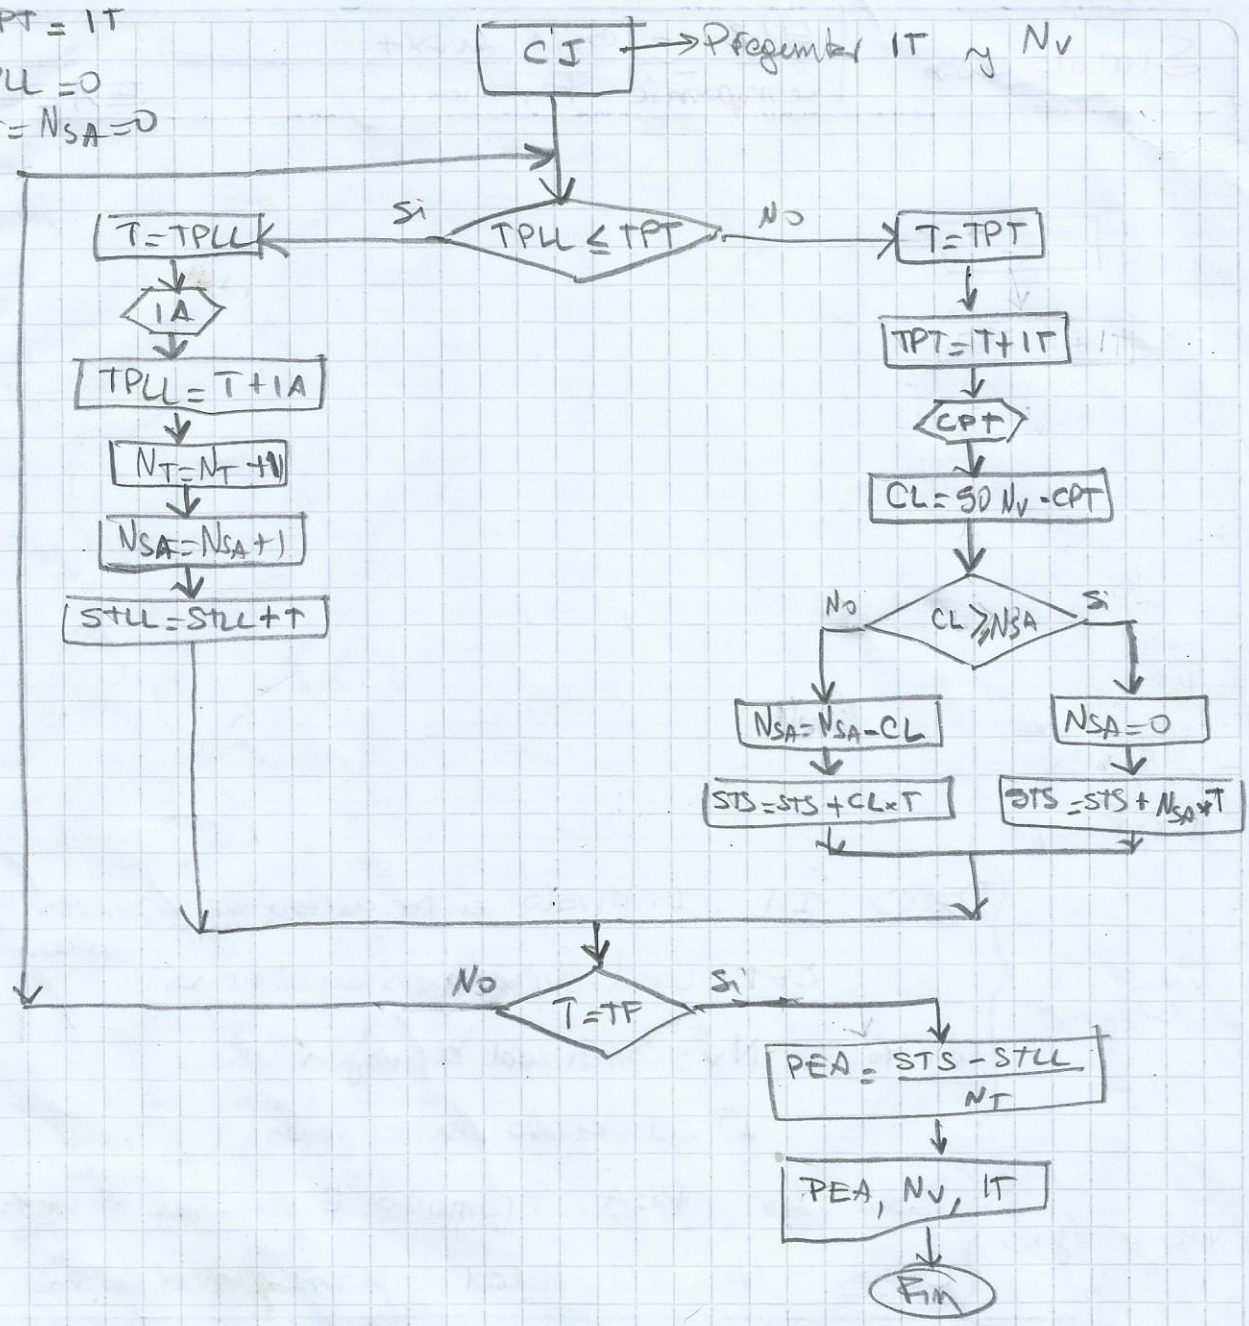 PT = IT
PLL = 0
= NSA = 0
CI → Preguntar IT y Nv
TPLL ≤ TPT
Si
No
T = TPLL
IA
TPLL = T + IA
NT = NT + 1
NSA = NSA + 1
STLL = STLL + T
T = TPT
TPT = T + IT
CPT
CL = 50 Nv - CPT
CL ≥ NSA
No
Si
NSA = NSA - CL
STS = STS + CL * T
NSA = 0
STS = STS + NSA * T
T = TF
No
Si
PEA = STS - STLL
NT
PEA, Nv, IT
Fin